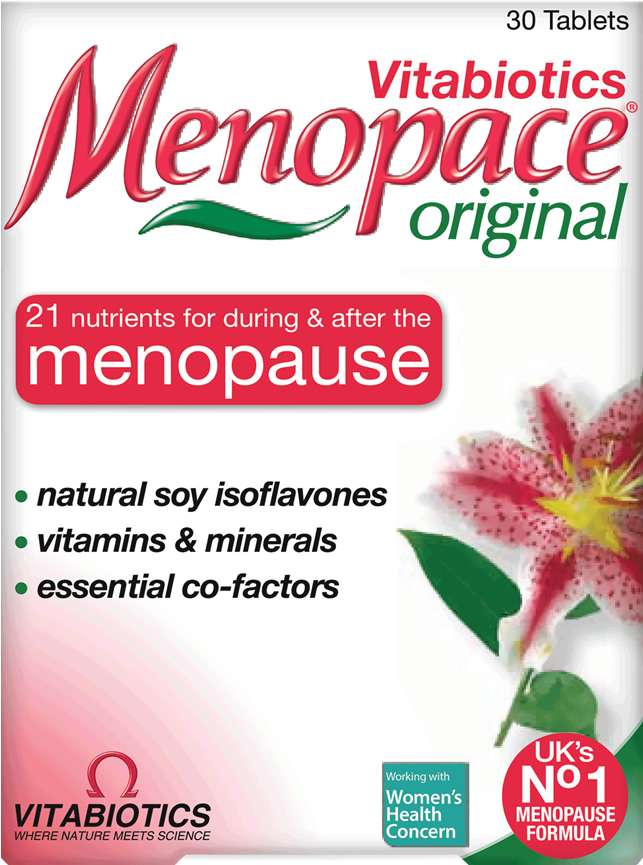 30 Tablets
Vitabiotics
Menopace®
original
21 nutrients for during & after the
menopause
• natural soy isoflavones
• vitamins & minerals
• essential co-factors
VITABIOTICS
WHERE NATURE MEETS SCIENCE
Working with
Women's
Health
Concern
UK's
Nº1
MENOPAUSE
FORMULA